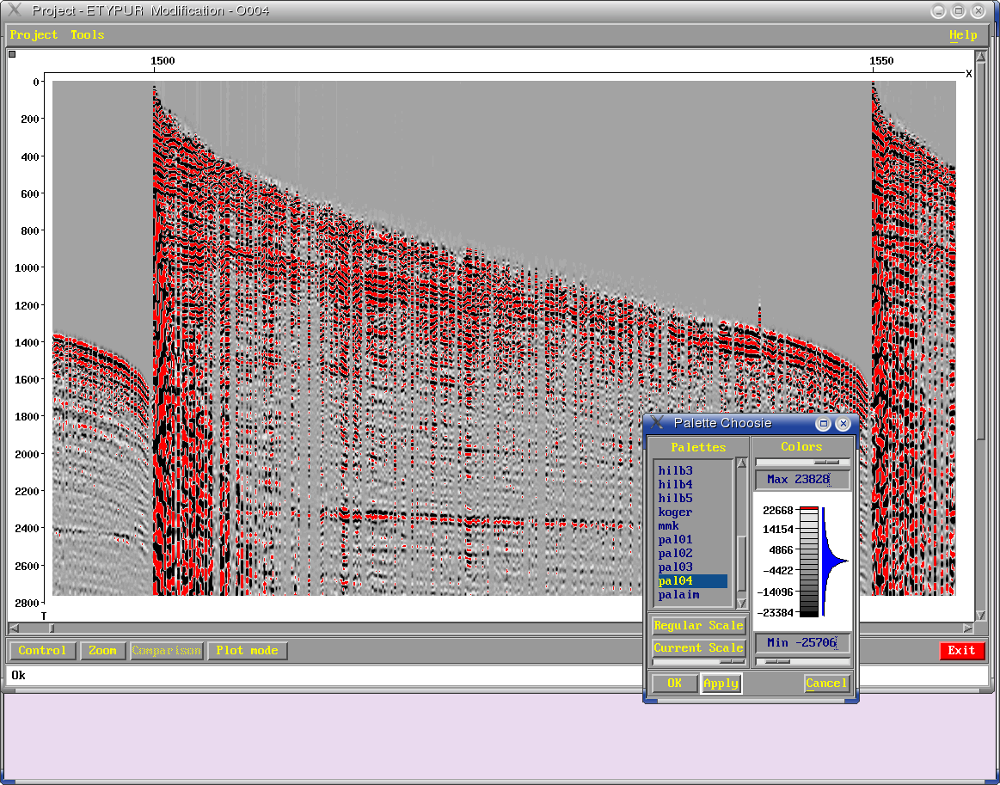 Project - ETYPUR Modification - O004
Project Tools Help
1500 1550
X
0
200
400
600
800
1000
1200
1400
1600
1800
2000
2200
2400
2600
2800
T
Palette Choosie
Palettes
hilb3
hilb4
hilb5
koger
mmk
pal01
pal02
pal03
pal04
palaim
Regular Scale
Current Scale
Colors
Max 23828
22668
14154
4866
-4422
-14096
-23384
Min -25706
OK Apply Cancel
Control Zoom Comparison Plot mode Exit
Ok